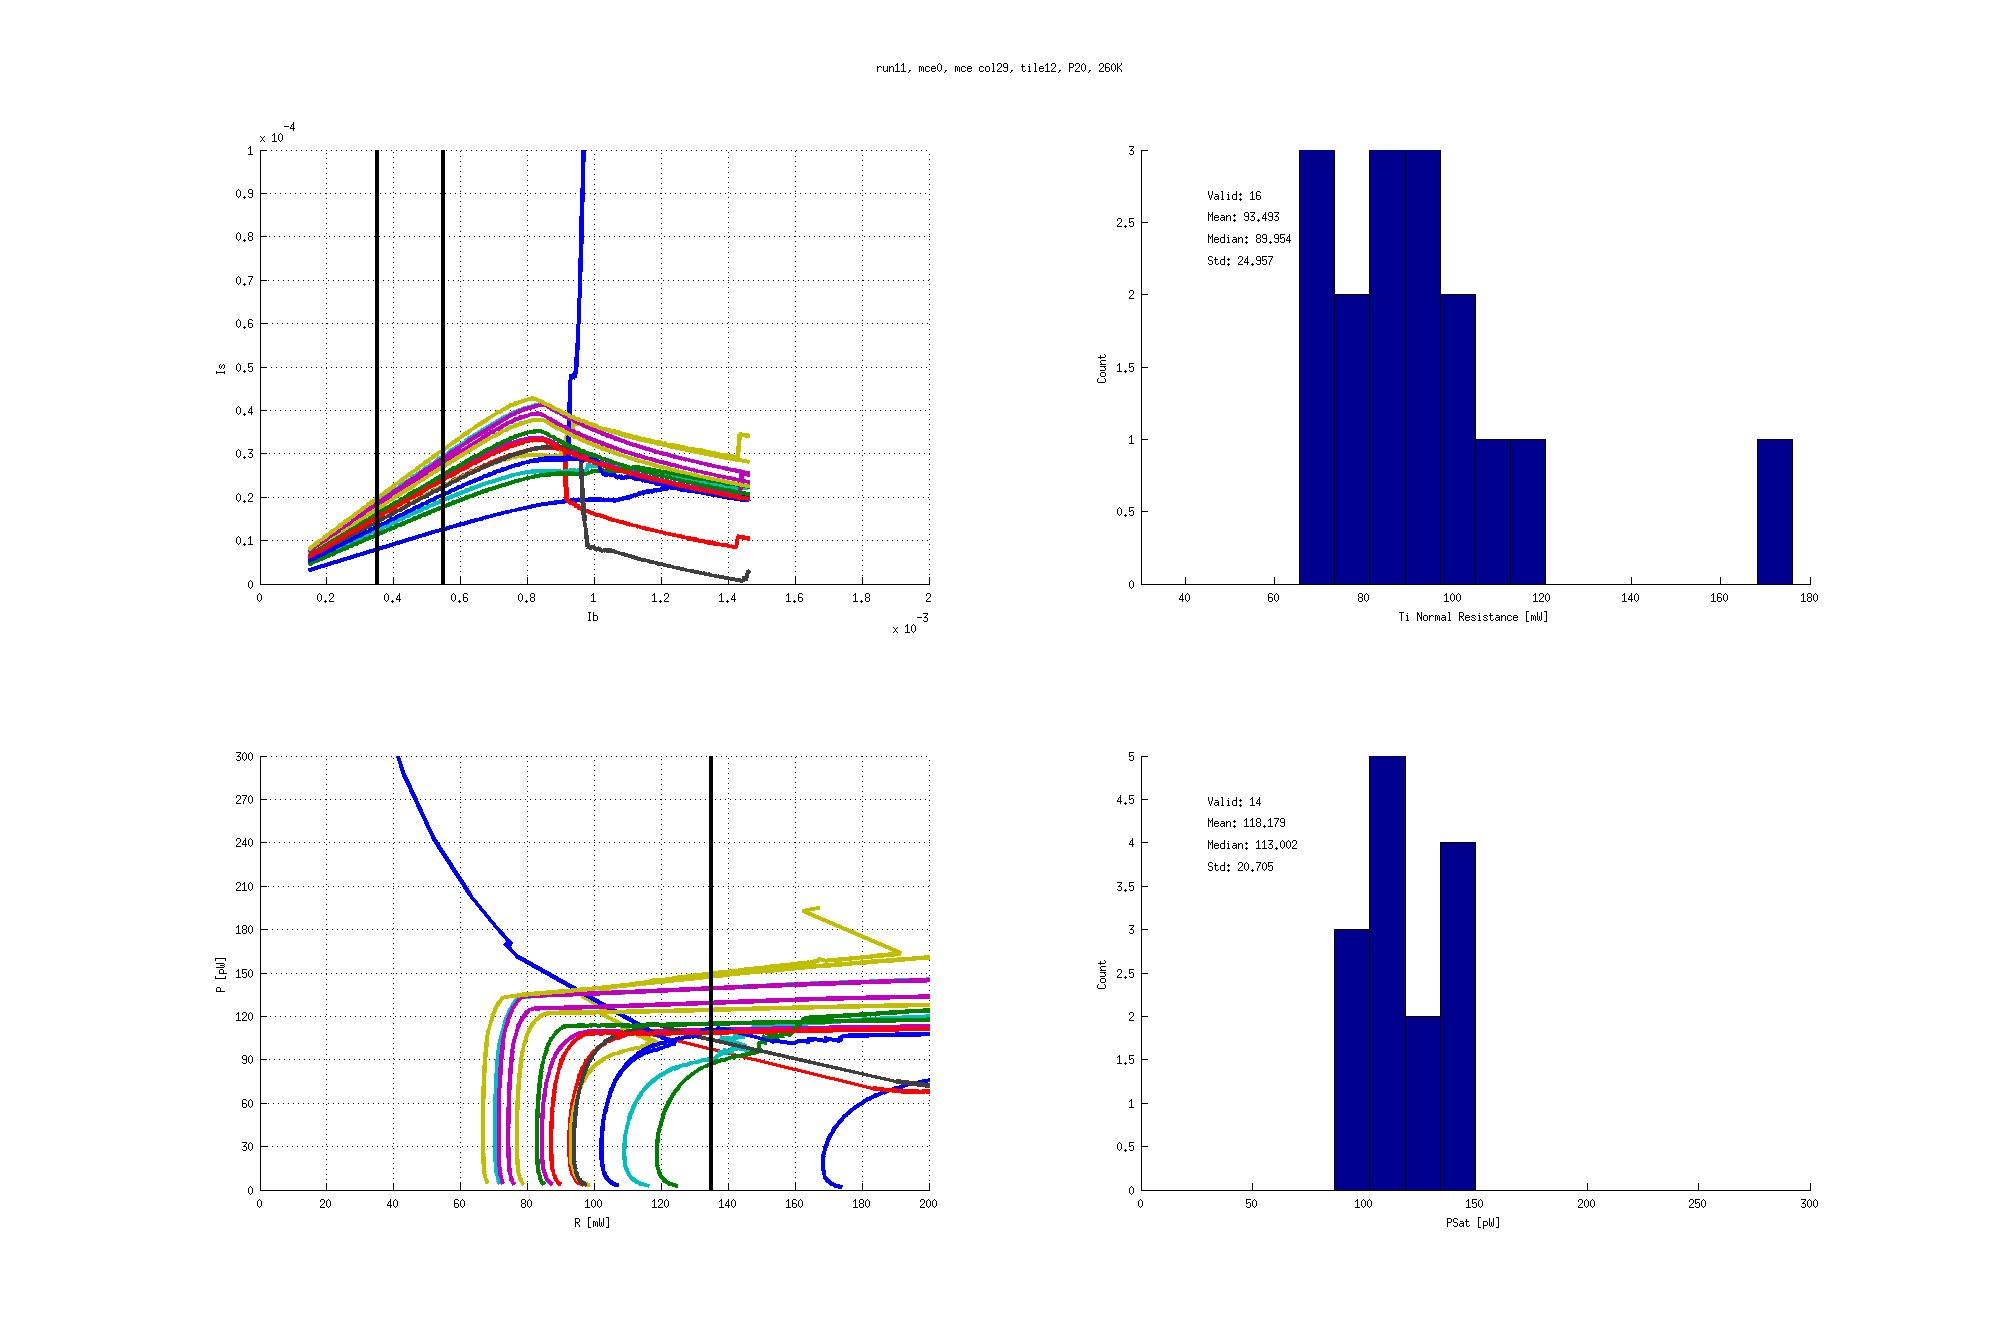 run11, mce0, mce col29, tile12, P20, 260K
x 10^-4
1
0.9
0.8
0.7
0.6
0.5
0.4
0.3
0.2
0.1
0
Is
0 0.2 0.4 0.6 0.8 1 1.2 1.4 1.6 1.8 2
Ib
x 10^-3
3
2.5
2
1.5
1
0.5
0
Count
Valid: 16
Mean: 93.493
Median: 89.954
Std: 24.957
40 60 80 100 120 140 160 180
Ti Normal Resistance [mW]
300
270
240
210
180
150
120
90
60
30
0
P [pW]
0 20 40 60 80 100 120 140 160 180 200
R [mW]
5
4.5
4
3.5
3
2.5
2
1.5
1
0.5
0
Count
Valid: 14
Mean: 118.179
Median: 113.002
Std: 20.705
0 50 100 150 200 250 300
PSat [pW]